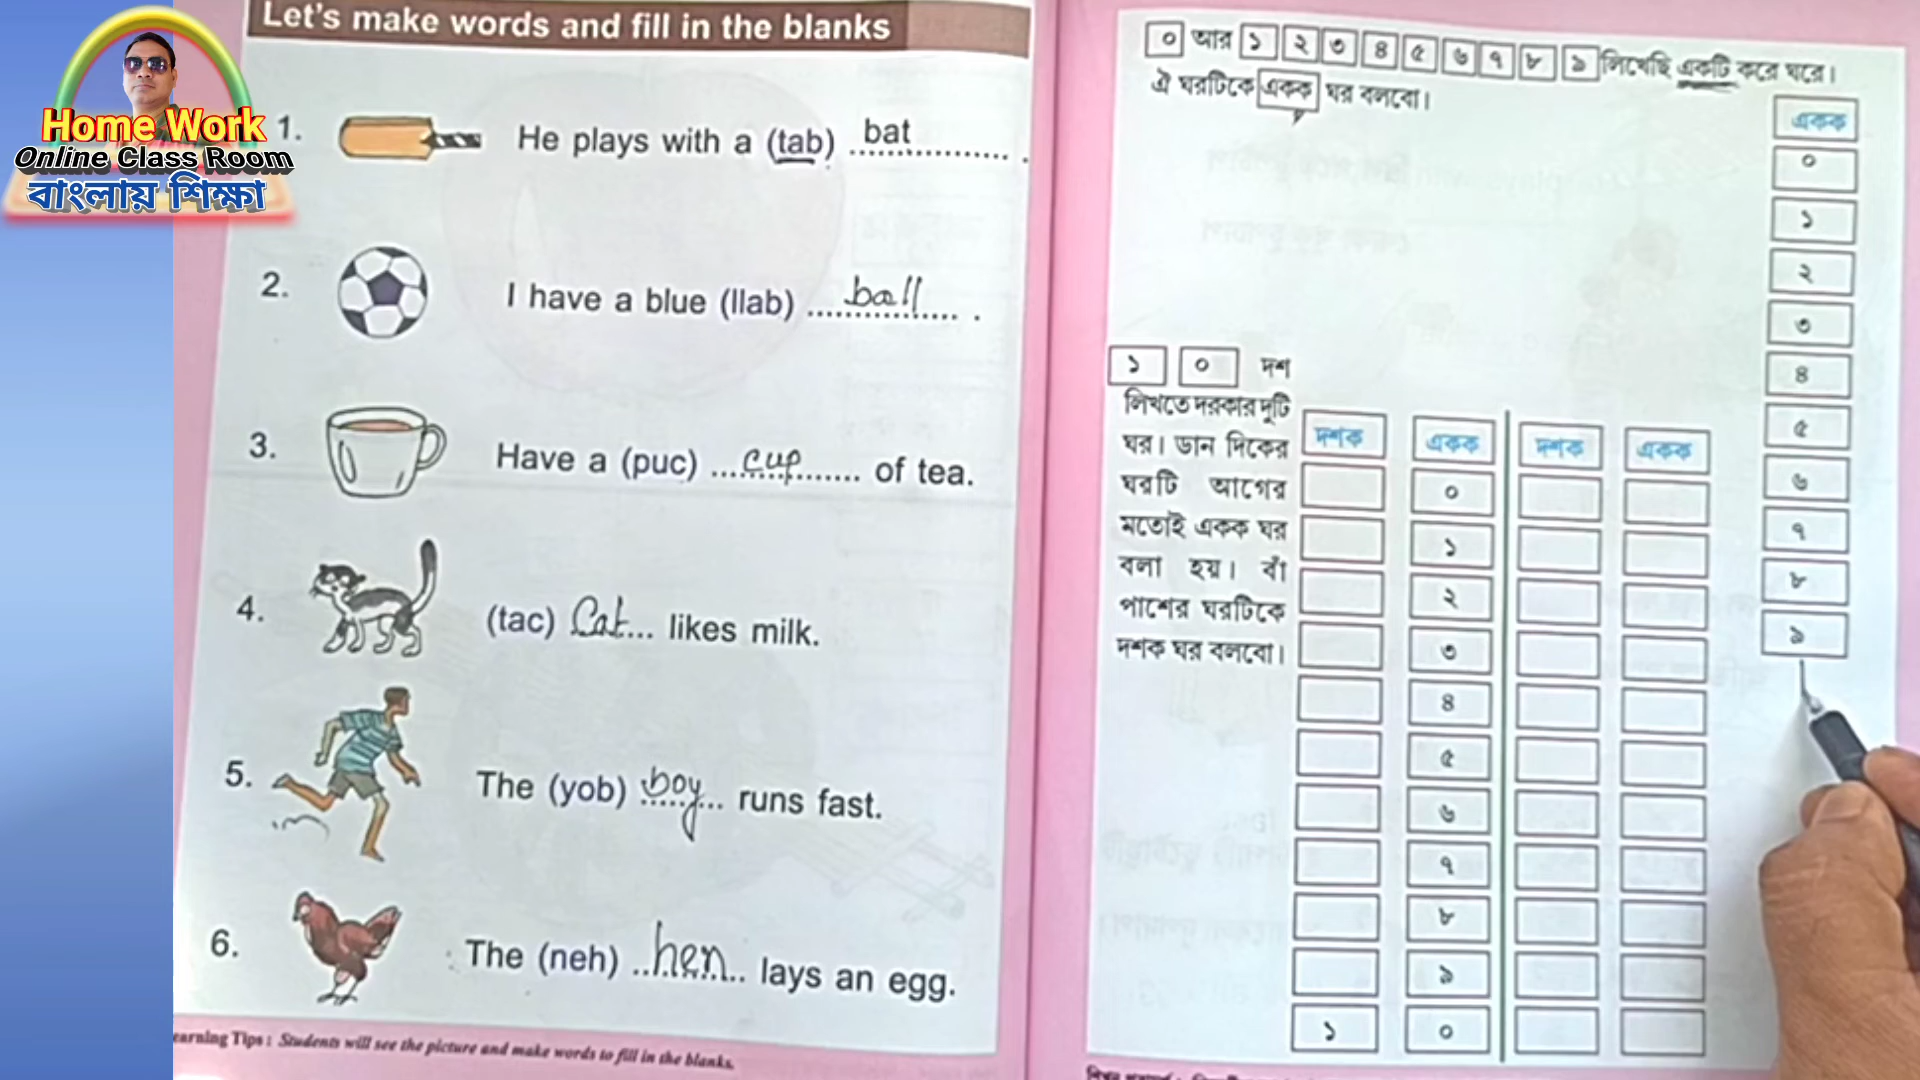 Home Work
Online Class Room
বাংলায় শিক্ষা
Let's make words and fill in the blanks
1. He plays with a (tab) bat .
2. I have a blue (llab) ball .
3. Have a (puc) cup of tea.
4. (tac) Cat likes milk.
5. The (yob) boy runs fast.
6. The (neh) hen lays an egg.
earning Tips : Students will see the picture and make words to fill in the blanks.
০ আর ১ ২ ৩ ৪ ৫ ৬ ৭ ৮ ৯ লিখেছি একটি করে ঘরে।
ঐ ঘরটিকে একক ঘর বলবো।
একক
০
১
২
৩
৪
৫
৬
৭
৮
৯
১ ০ দশ
লিখতে দরকার দুটি
ঘর। ডান দিকের
ঘরটি আগের
মতোই একক ঘর
বলা হয়। বাঁ
পাশের ঘরটিকে
দশক ঘর বলবো।
দশক একক দশক একক
০
১
২
৩
৪
৫
৬
৭
৮
৯
১ ০